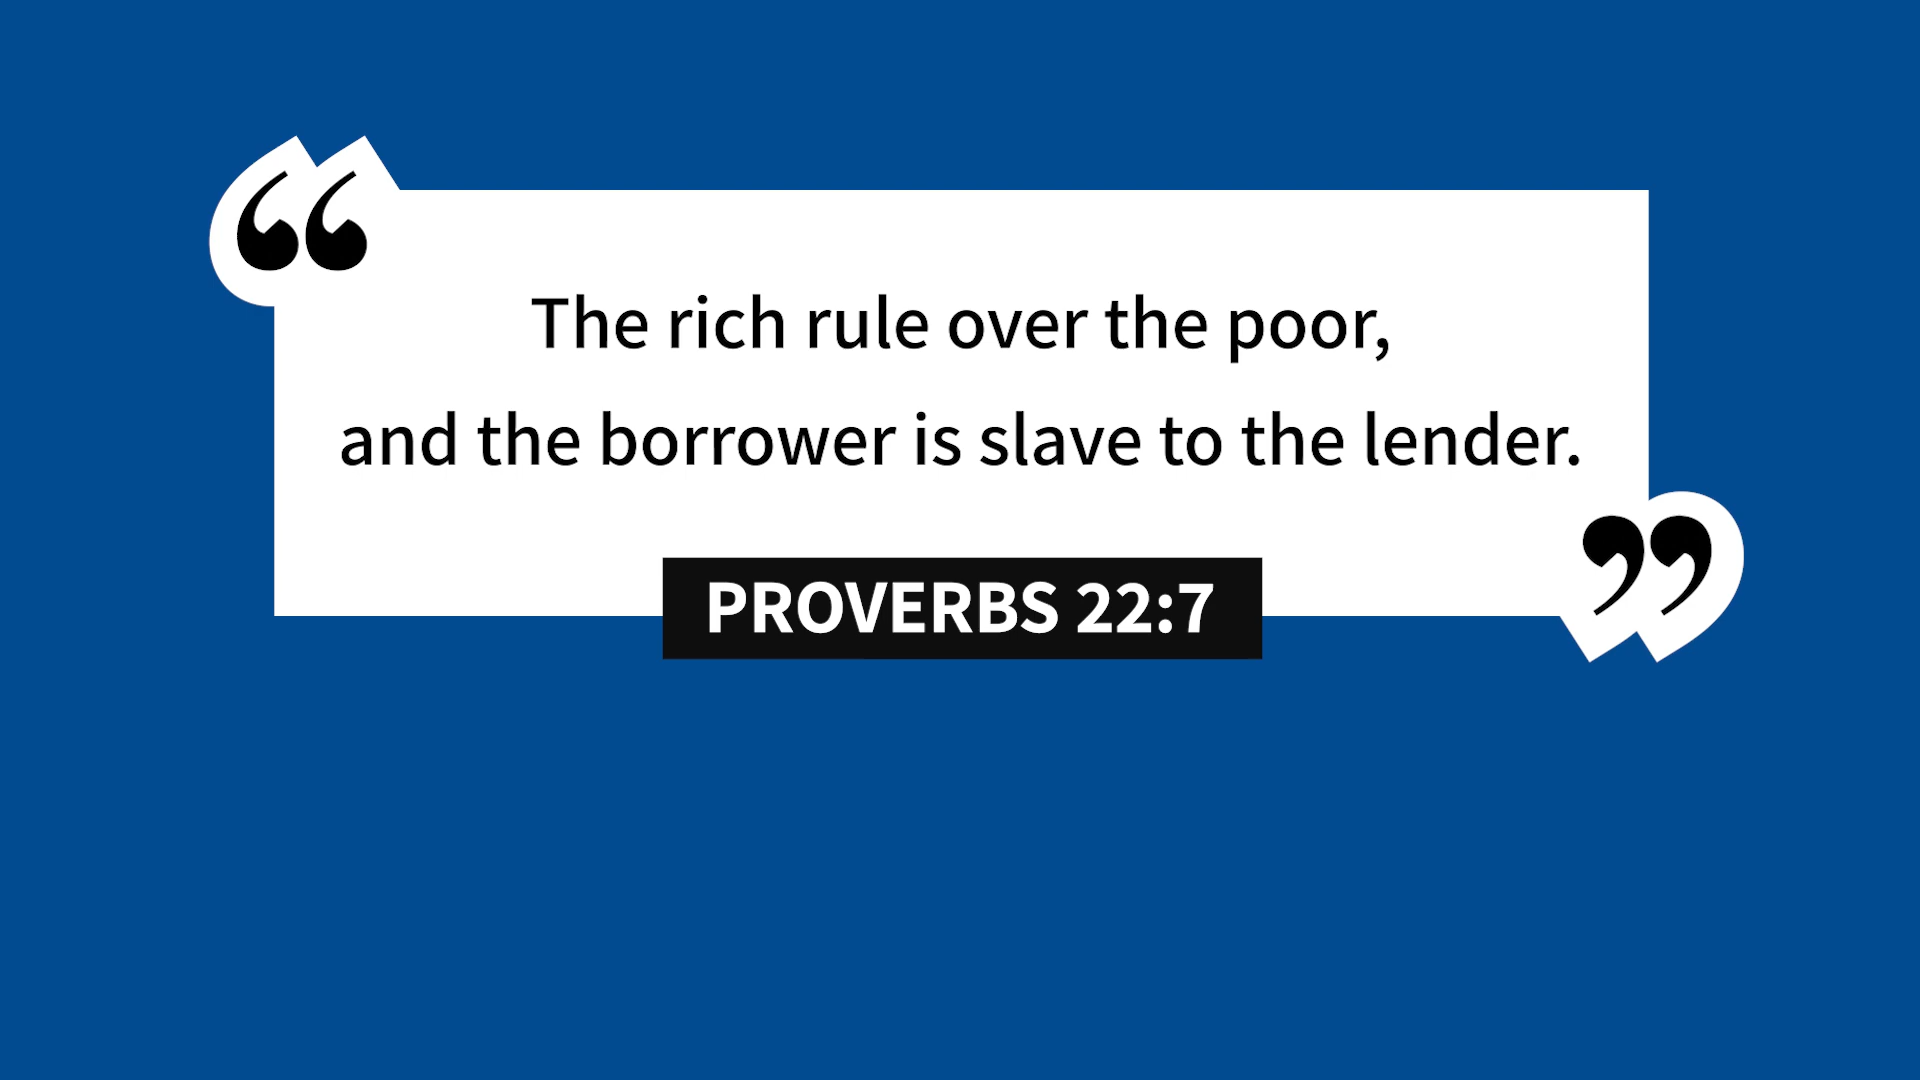 “
The rich rule over the poor,
and the borrower is slave to the lender.
”
PROVERBS 22:7